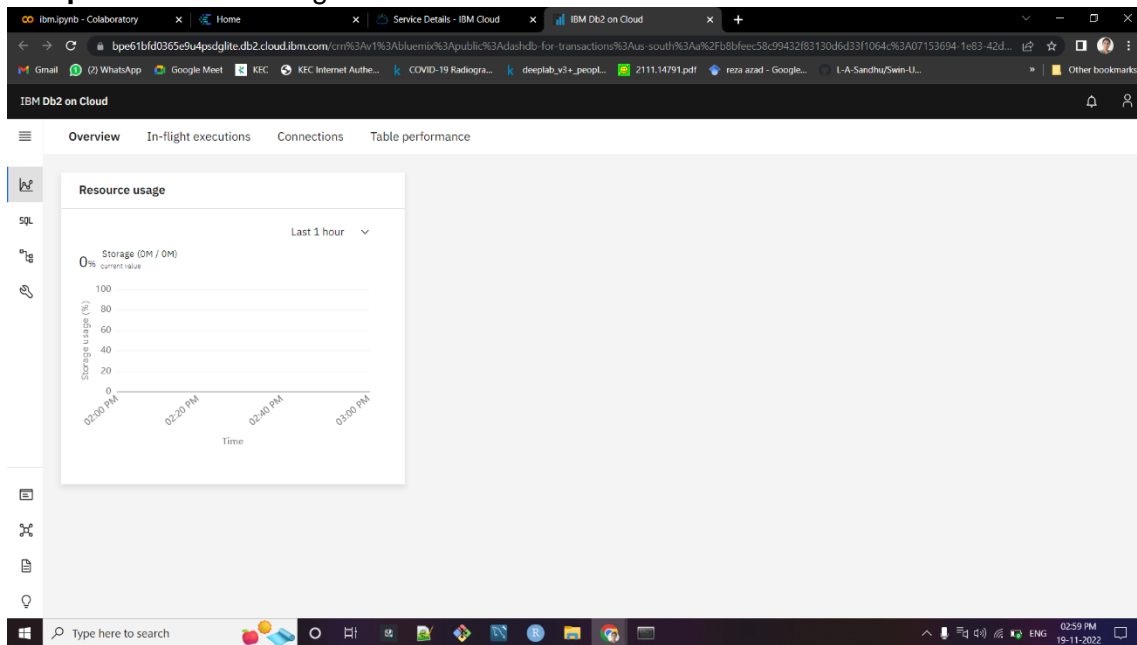 ibm.ipynb - Colaboratory
Home
Service Details - IBM Cloud
IBM Db2 on Cloud
bpe61bfd0365e9u4psdglite.db2.cloud.ibm.com/crn%3Av1%3Abluemix%3Apublic%3Adashdb-for-transactions%3Aus-south%3Aa%2Fb8bfeec58c99432f83130d6d33f1064c%3A07153694-1e83-42d...
Gmail (2) WhatsApp Google Meet KEC KEC Internet Authe... COVID-19 Radiogra... deeplab_v3+_peopl... 2111.14791.pdf reza azad - Google... L-A-Sandhu/Swin-U... » Other bookmarks
IBM Db2 on Cloud
Overview In-flight executions Connections Table performance
Resource usage
SQL
Last 1 hour
0% Storage (0M / 0M)
current value
100
80
60
40
20
0
Storage usage (%)
02:00 PM 02:20 PM 02:40 PM 03:00 PM
Time
Type here to search
ENG
02:59 PM
19-11-2022